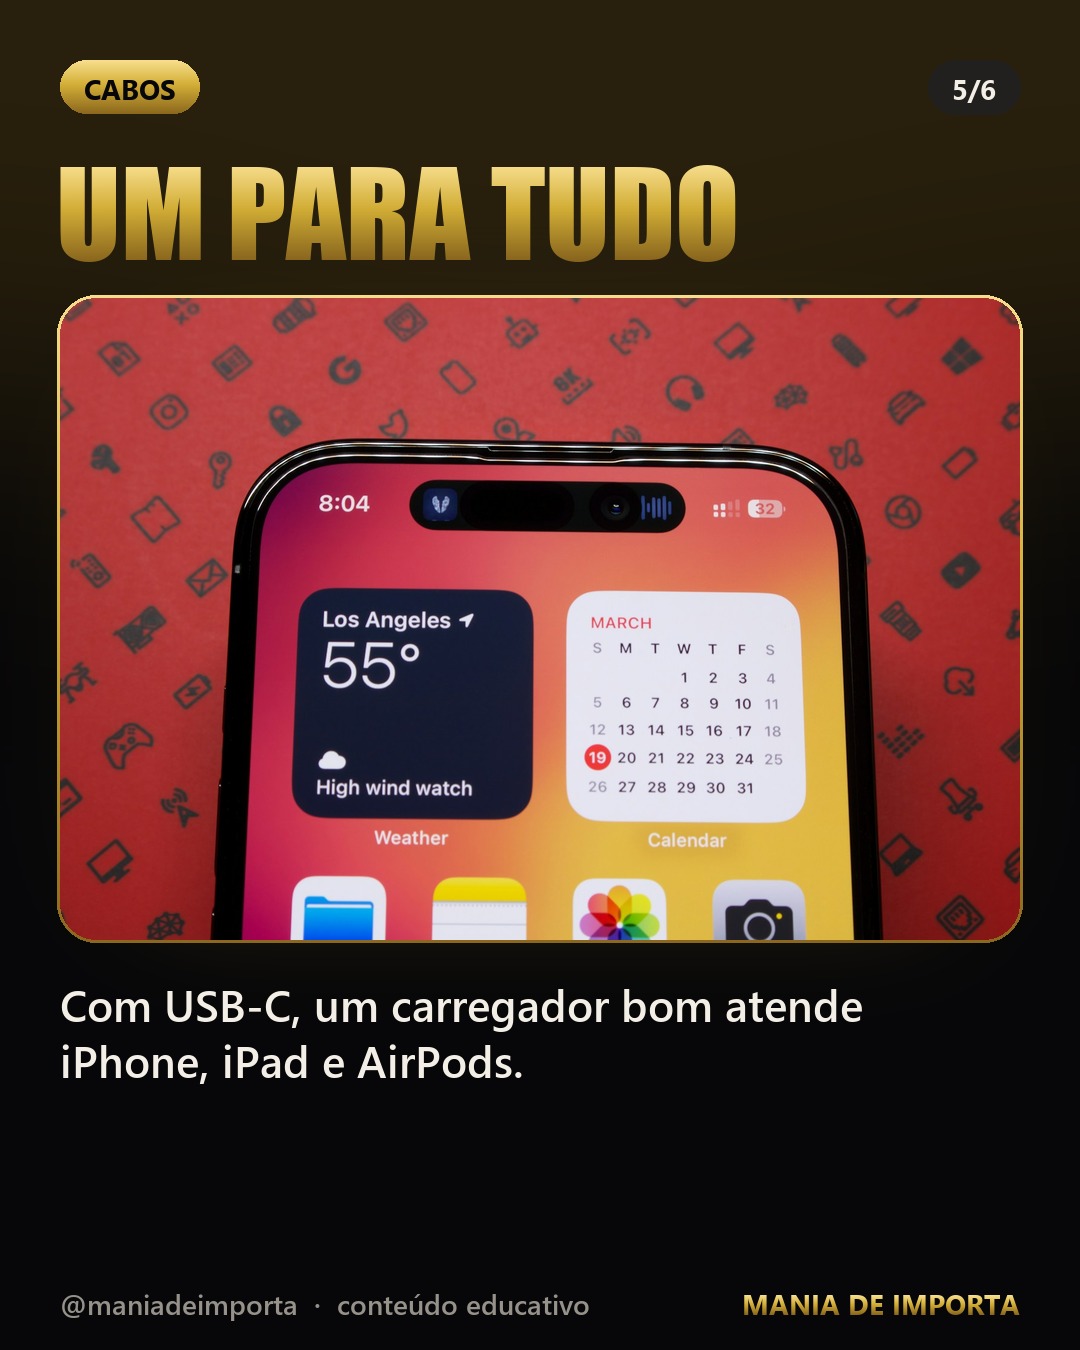 CABOS
5/6
UM PARA TUDO
8:04
32
Los Angeles
55°
High wind watch
Weather
MARCH
S M T W T F S
1 2 3 4
5 6 7 8 9 10 11
12 13 14 15 16 17 18
19 20 21 22 23 24 25
26 27 28 29 30 31
Calendar
8K
Com USB-C, um carregador bom atende
iPhone, iPad e AirPods.
@maniadeimporta · conteúdo educativo
MANIA DE IMPORTA